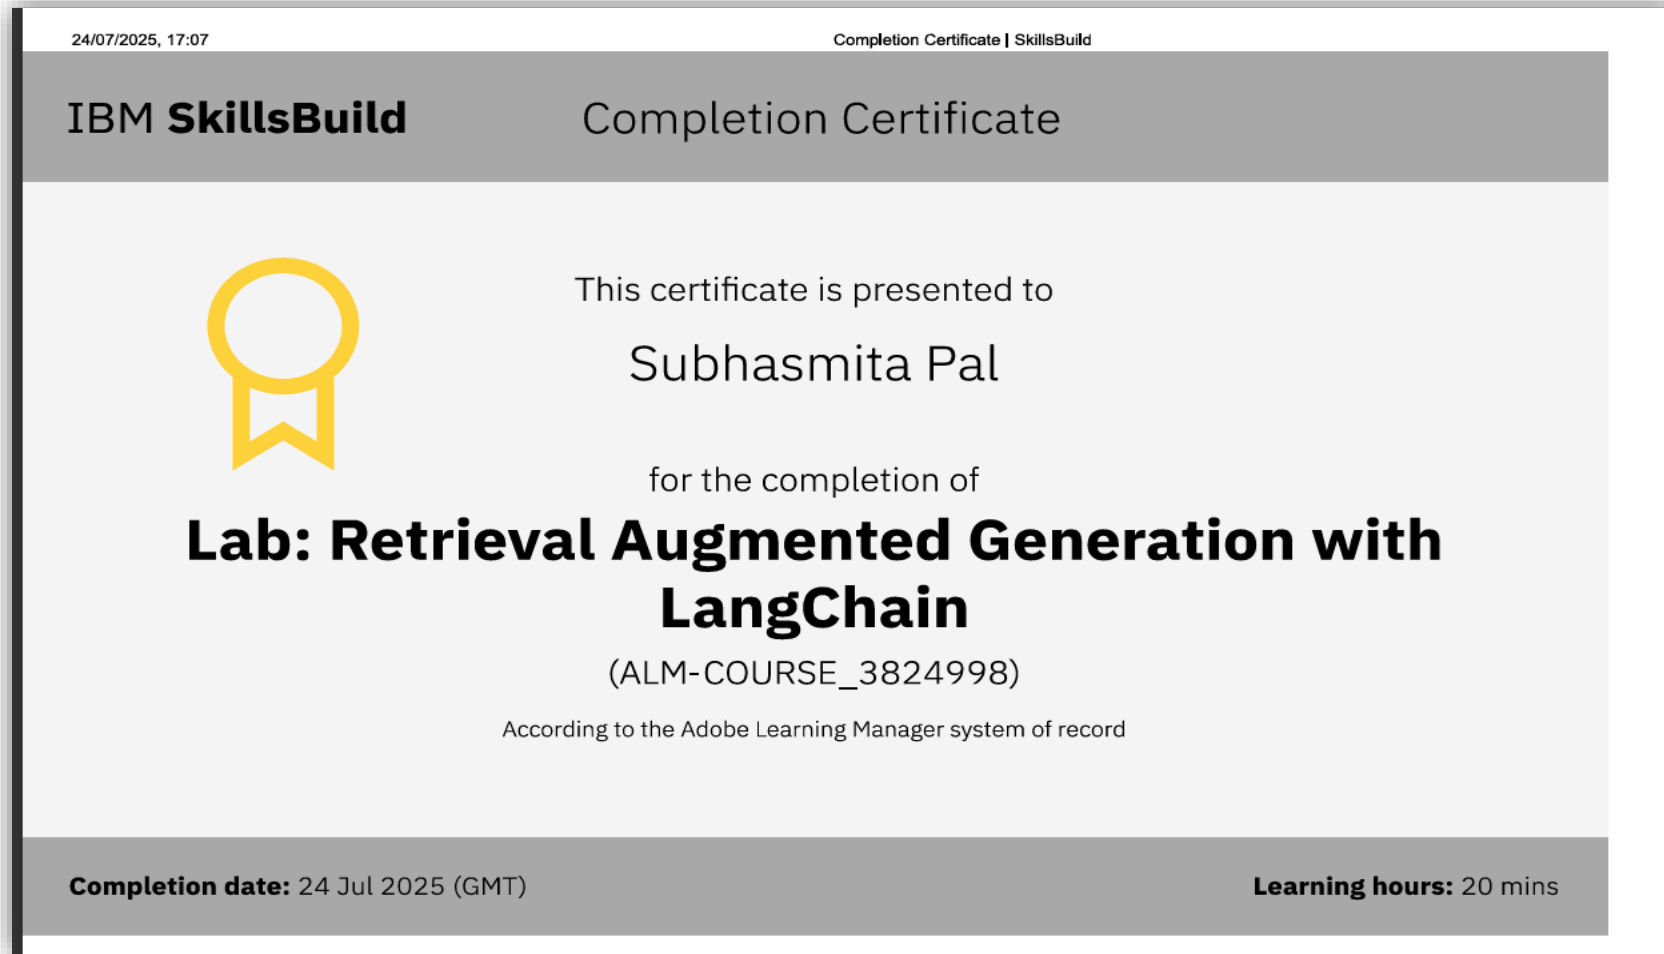 24/07/2025, 17:07
Completion Certificate | SkillsBuild
IBM SkillsBuild
Completion Certificate
This certificate is presented to
Subhasmita Pal
for the completion of
Lab: Retrieval Augmented Generation with
LangChain
(ALM-COURSE_3824998)
According to the Adobe Learning Manager system of record
Completion date: 24 Jul 2025 (GMT)
Learning hours: 20 mins